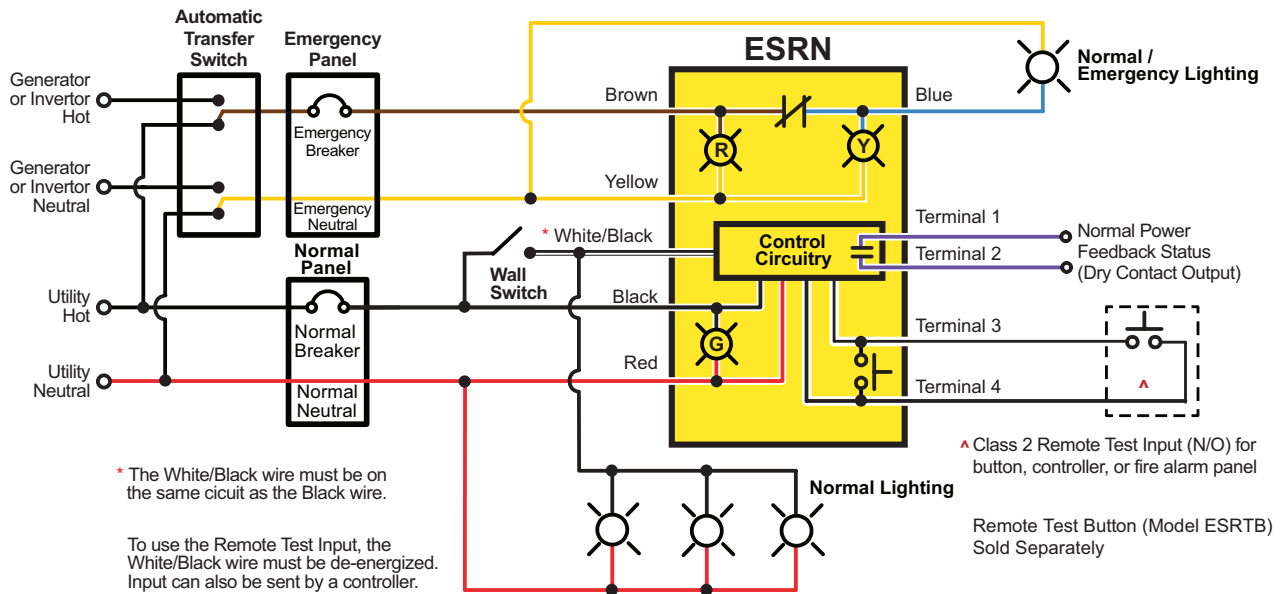 Automatic
Transfer
Switch
Emergency
Panel
ESRN
Normal /
Emergency Lighting
Generator
or Invertor
Hot
Brown
Blue
Emergency
Breaker
R
Y
Generator
or Invertor
Neutral
Yellow
Emergency
Neutral
Terminal 1
* White/Black
Control
Circuitry
Normal Power
Feedback Status
(Dry Contact Output)
Terminal 2
Normal
Panel
Wall
Switch
Utility
Hot
Black
Normal
Breaker
G
Terminal 3
Utility
Neutral
Red
Normal
Neutral
Terminal 4
^
* The White/Black wire must be on
the same cicuit as the Black wire.
^ Class 2 Remote Test Input (N/O) for
button, controller, or fire alarm panel
Normal Lighting
To use the Remote Test Input, the
White/Black wire must be de-energized.
Input can also be sent by a controller.
Remote Test Button (Model ESRTB)
Sold Separately